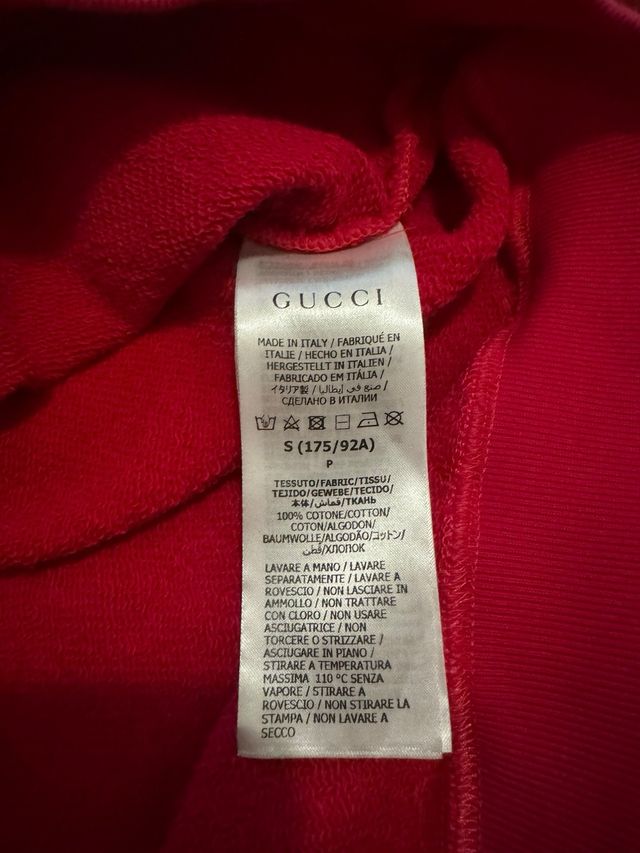 GUCCI
MADE IN ITALY / FABRIQUÉ EN
ITALIE / HECHO EN ITALIA /
HERGESTELLT IN ITALIEN /
FABRICADO EM ITÁLIA /
イタリア製 / صنع في إيطاليا /
СДЕЛАНО В ИТАЛИИ
S (175/92A)
P
TESSUTO/FABRIC/TISSU/
TEJIDO/GEWEBE/TECIDO/
本体/قماش/ТКАНЬ
100% COTONE/COTTON/
COTON/ALGODON/
BAUMWOLLE/ALGODÃO/コットン/
قطن/ХЛОПОК
LAVARE A MANO / LAVARE
SEPARATAMENTE / LAVARE A
ROVESCIO / NON LASCIARE IN
AMMOLLO / NON TRATTARE
CON CLORO / NON USARE
ASCIUGATRICE / NON
TORCERE O STRIZZARE /
ASCIUGARE IN PIANO /
STIRARE A TEMPERATURA
MASSIMA 110 °C SENZA
VAPORE / STIRARE A
ROVESCIO / NON STIRARE LA
STAMPA / NON LAVARE A
SECCO